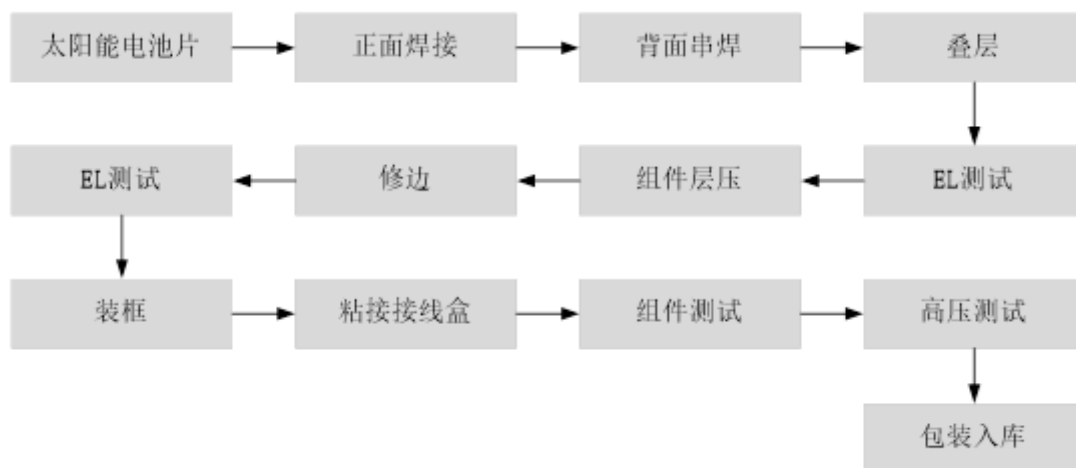 太阳能电池片
正面焊接
背面串焊
叠层
EL测试
修边
组件层压
EL测试
装框
粘接接线盒
组件测试
高压测试
包装入库